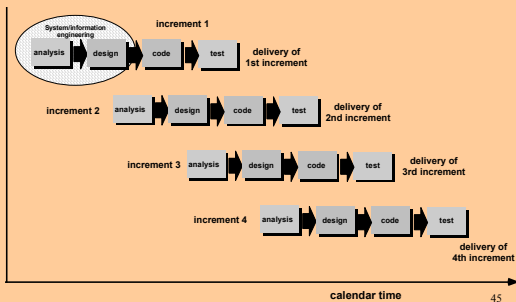 increment 1
System/information
engineering
analysis
design
code
test
delivery of
1st increment
increment 2
analysis
design
code
test
delivery of
2nd increment
increment 3
analysis
design
code
test
delivery of
3rd increment
increment 4
analysis
design
code
test
delivery of
4th increment
calendar time
45